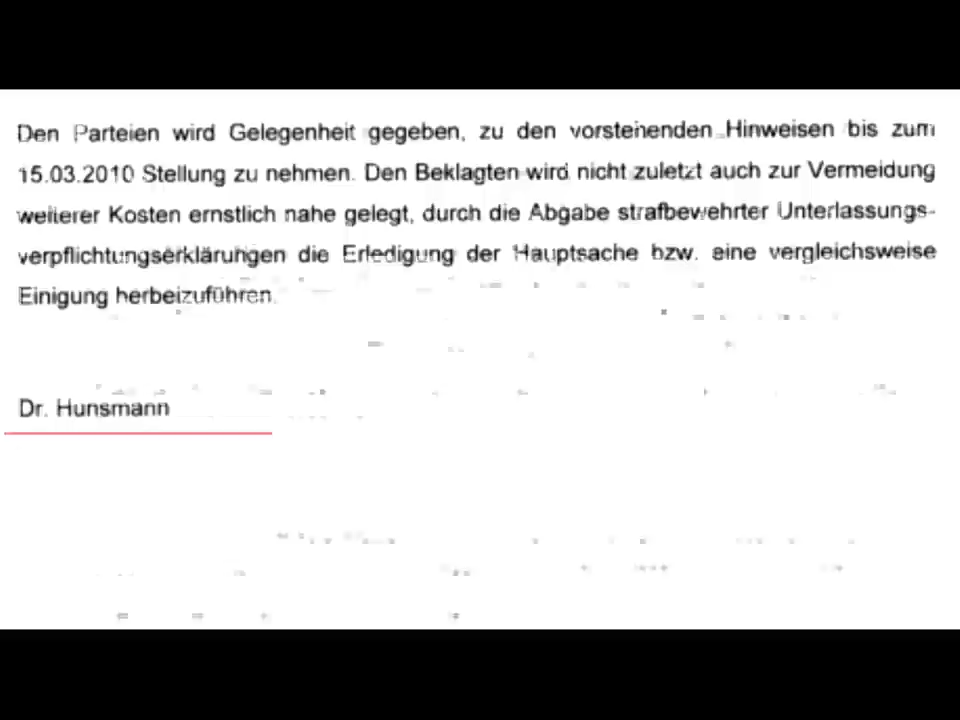 Den Parteien wird Gelegenheit gegeben, zu den vorstehenden Hinweisen bis zum
15.03.2010 Stellung zu nehmen. Den Beklagten wird nicht zuletzt auch zur Vermeidung
weiterer Kosten ernstlich nahe gelegt, durch die Abgabe strafbewehrter Unterlassungs-
verpflichtungserklärungen die Erledigung der Hauptsache bzw. eine vergleichsweise
Einigung herbeizuführen.
Dr. Hunsmann